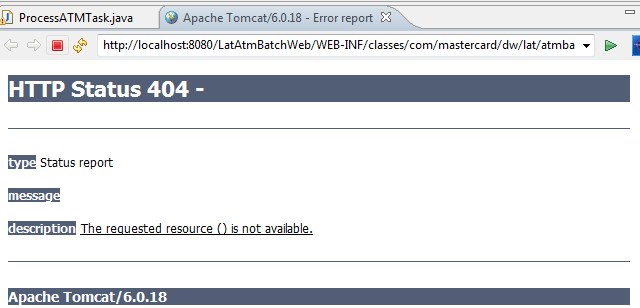 ProcessATMTask.java
Apache Tomcat/6.0.18 - Error report
http://localhost:8080/LatAtmBatchWeb/WEB-INF/classes/com/mastercard/dw/lat/atmba
HTTP Status 404 -
type Status report
message
description The requested resource () is not available.
Apache Tomcat/6.0.18